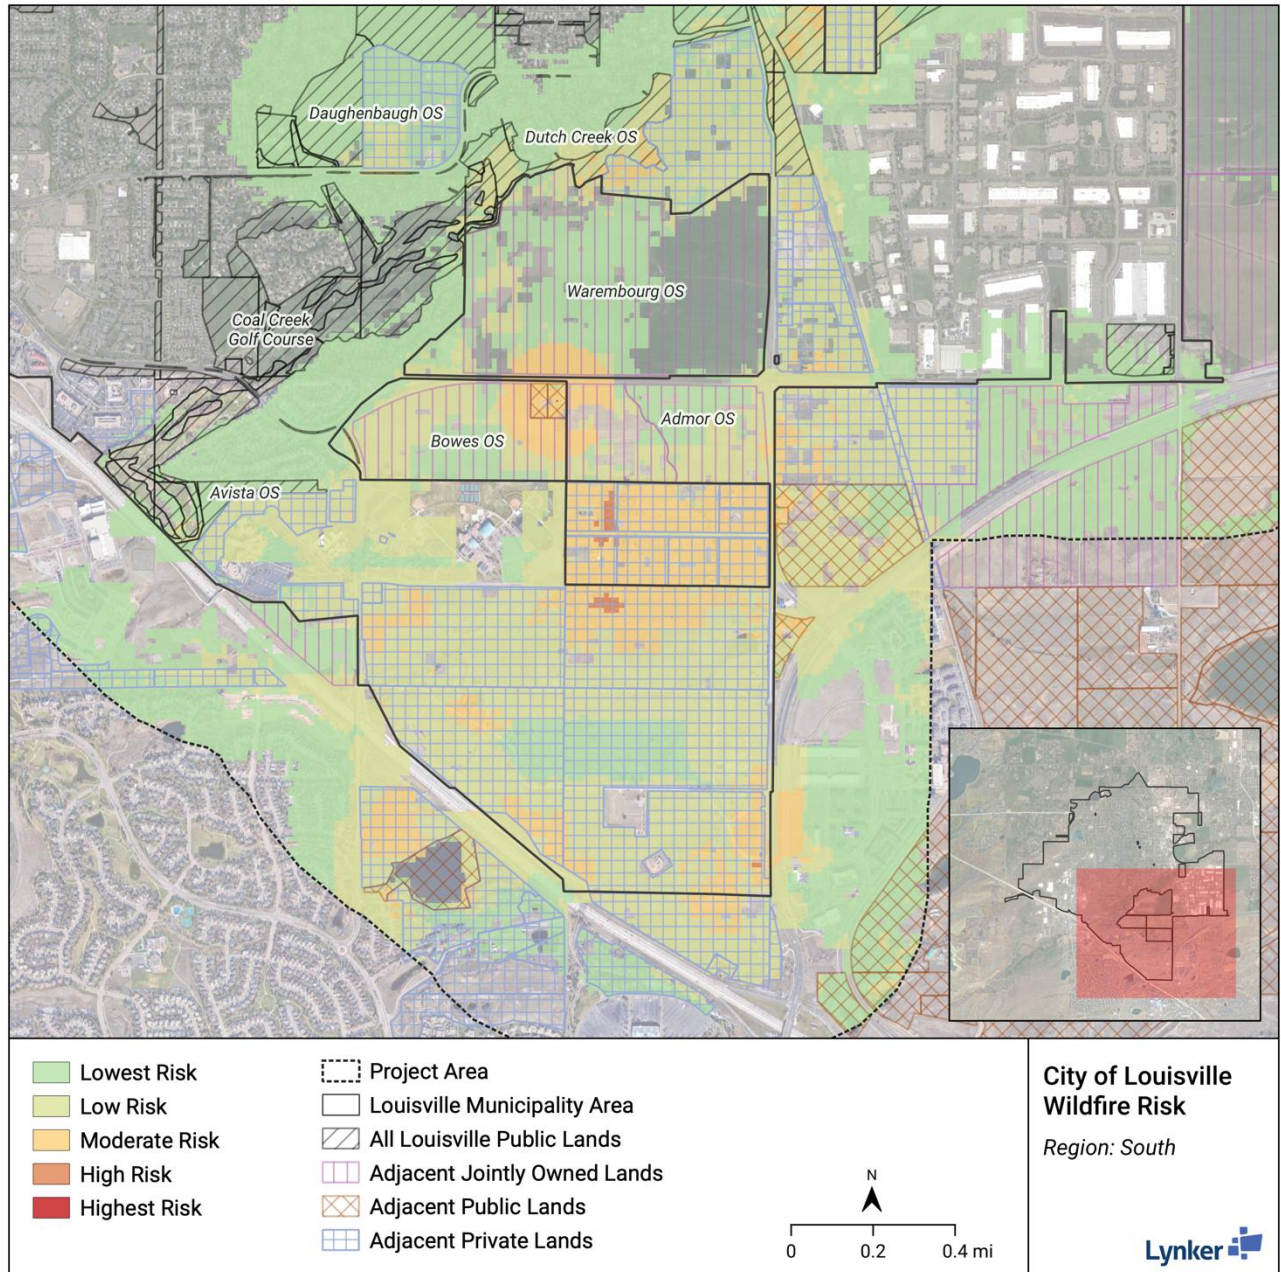 Daughenbaugh OS
Dutch Creek OS
Warembourg OS
Coal Creek
Golf Course
Admor OS
Bowes OS
Avista OS
Lowest Risk
Low Risk
Moderate Risk
High Risk
Highest Risk
Project Area
Louisville Municipality Area
All Louisville Public Lands
Adjacent Jointly Owned Lands
Adjacent Public Lands
Adjacent Private Lands
N
0 0.2 0.4 mi
City of Louisville
Wildfire Risk
Region: South
Lynker